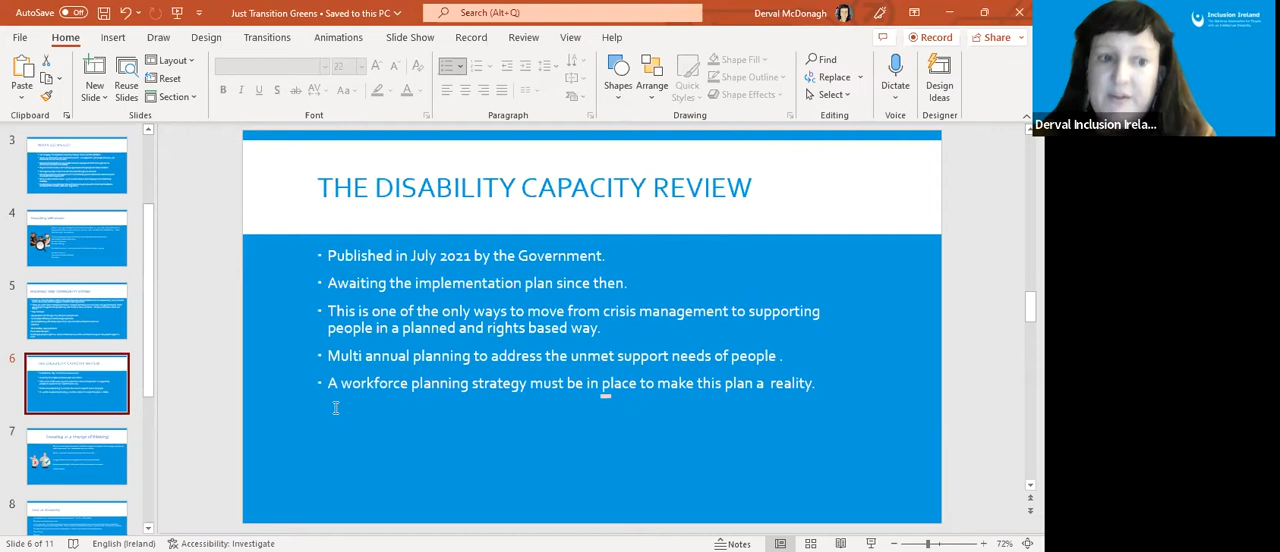 AutoSave Off Just Transition Greens • Saved to this PC Search (Alt+Q) Derval McDonagh
File Home Insert Draw Design Transitions Animations Slide Show Record Review View Help Record Share
Paste New Slide Reuse Slides Layout Reset Section 22 Shapes Arrange Quick Styles Shape Fill Shape Outline Shape Effects Find Replace Select Dictate Design Ideas
Clipboard Slides Font Paragraph Drawing Editing Voice Designer
Inclusion Ireland
Derval Inclusion Irela...
3
4
5
6
7
8
THE DISABILITY CAPACITY REVIEW
Published in July 2021 by the Government.
Awaiting the implementation plan since then.
This is one of the only ways to move from crisis management to supporting
people in a planned and rights based way.
Multi annual planning to address the unmet support needs of people .
A workforce planning strategy must be in place to make this plan a reality.
Slide 6 of 11 English (Ireland) Accessibility: Investigate Notes 72%